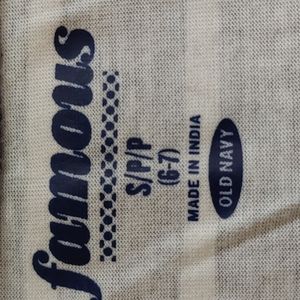 famous
S/P/P
(6-7)
MADE IN INDIA
OLD NAVY